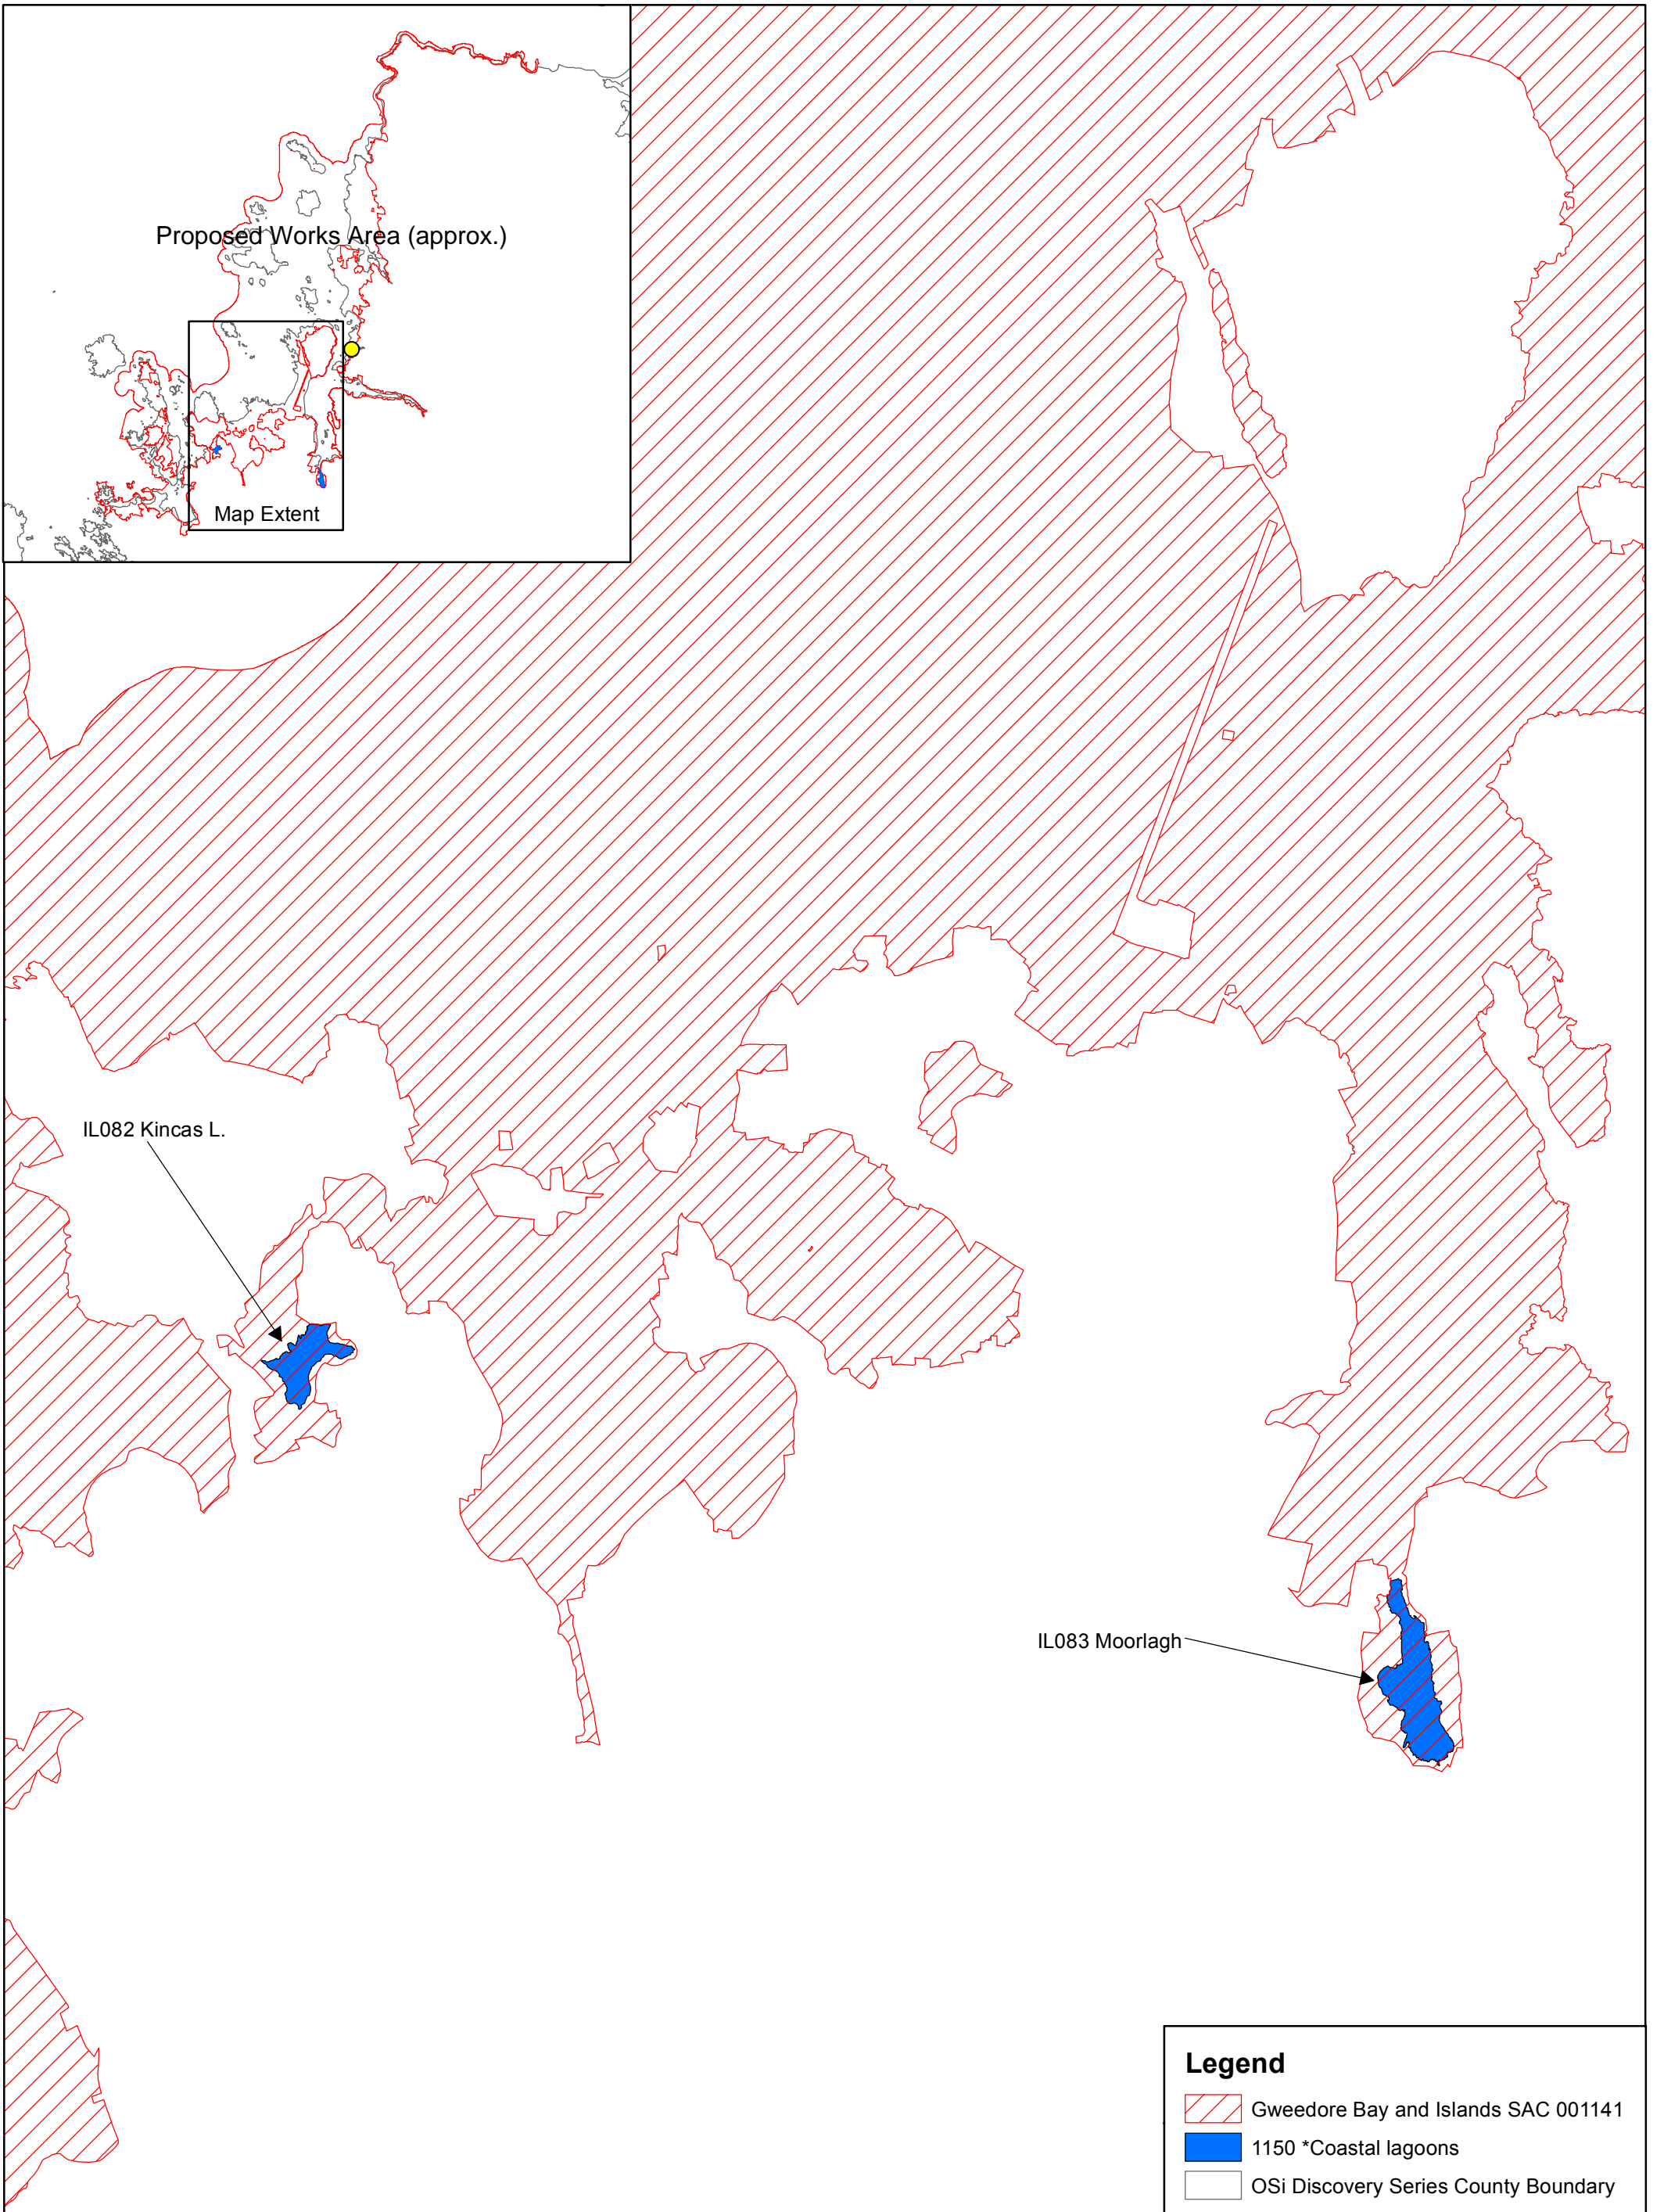 Proposed Works Area (approx.)
Map Extent
IL082 Kincas L.
IL083 Moorlagh
Legend
Gweedore Bay and Islands SAC 001141
1150 *Coastal lagoons
OSi Discovery Series County Boundary